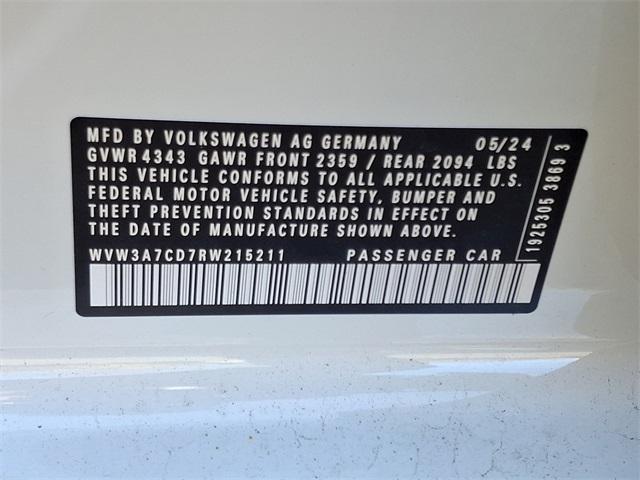 MFD BY VOLKSWAGEN AG GERMANY 05/24
GVWR 4343 GAWR FRONT 2359 / REAR 2094 LBS
THIS VEHICLE CONFORMS TO ALL APPLICABLE U.S.
FEDERAL MOTOR VEHICLE SAFETY, BUMPER AND
THEFT PREVENTION STANDARDS IN EFFECT ON
THE DATE OF MANUFACTURE SHOWN ABOVE.
WVW3A7CD7RW215211 PASSENGER CAR
1925305 3869 3